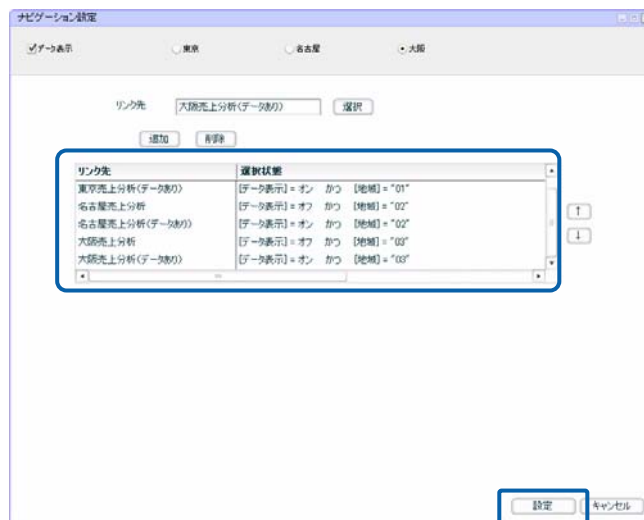 ナビゲーション設定
データ表示 東京 名古屋 大阪
リンク先 大阪売上分析(データあり) 選択
追加 削除
リンク先 選択状態
東京売上分析(データあり) [データ表示] = オン かつ [地域] = "01"
名古屋売上分析 [データ表示] = オフ かつ [地域] = "02"
名古屋売上分析(データあり) [データ表示] = オン かつ [地域] = "02"
大阪売上分析 [データ表示] = オフ かつ [地域] = "03"
大阪売上分析(データあり) [データ表示] = オン かつ [地域] = "03"
↑
↓
設定 キャンセル